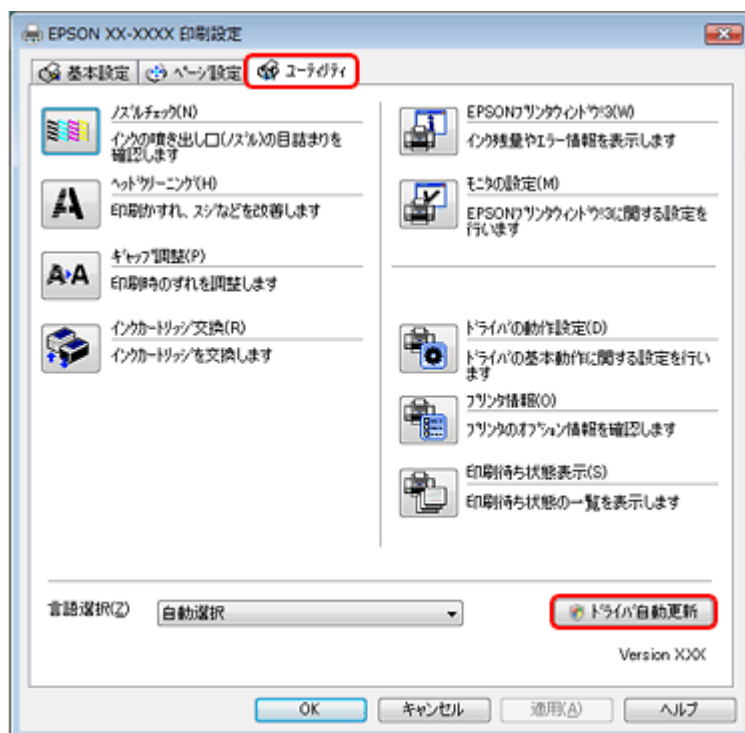 EPSON XX-XXXX 印刷設定
基本設定
ページ設定
ユーティリティ
ノズルチェック(N)
インクの噴き出し口(ノズル)の目詰まりを
確認します
ヘッドクリーニング(H)
印刷かすれ、スジなどを改善します
ギャップ調整(P)
印刷時のずれを調整します
インクカートリッジ交換(R)
インクカートリッジを交換します
EPSONプリンタウィンドウ!3(W)
インク残量やエラー情報を表示します
モニタの設定(M)
EPSONプリンタウィンドウ!3に関する設定を
行います
ドライバの動作設定(D)
ドライバの基本動作に関する設定を行い
ます
プリンタ情報(O)
プリンタのオプション情報を確認します
印刷待ち状態表示(S)
印刷待ち状態の一覧を表示します
言語選択(Z)
自動選択
ドライバ自動更新
Version XXX
OK
キャンセル
適用(A)
ヘルプ